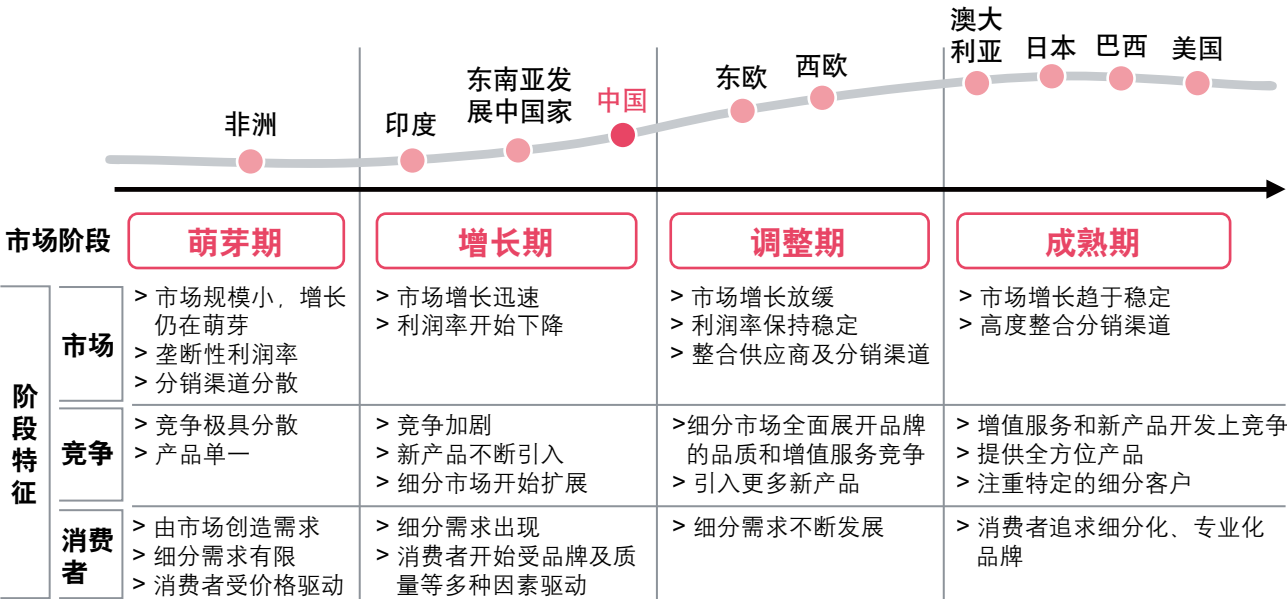 非洲
印度
东南亚发
展中国家
中国
东欧
西欧
澳大
利亚
日本
巴西
美国
市场阶段
萌芽期
增长期
调整期
成熟期
阶段特征
市场
> 市场规模小，增长
仍在萌芽
> 垄断性利润率
> 分销渠道分散
> 市场增长迅速
> 利润率开始下降
> 市场增长放缓
> 利润率保持稳定
> 整合供应商及分销渠道
> 市场增长趋于稳定
> 高度整合分销渠道
竞争
> 竞争极具分散
> 产品单一
> 竞争加剧
> 新产品不断引入
> 细分市场开始扩展
>细分市场全面展开品牌
的品质和增值服务竞争
> 引入更多新产品
> 增值服务和新产品开发上竞争
> 提供全方位产品
> 注重特定的细分客户
消费
者
> 由市场创造需求
> 细分需求有限
> 消费者受价格驱动
> 细分需求出现
> 消费者开始受品牌及质
量等多种因素驱动
> 细分需求不断发展
> 消费者追求细分化、专业化
品牌